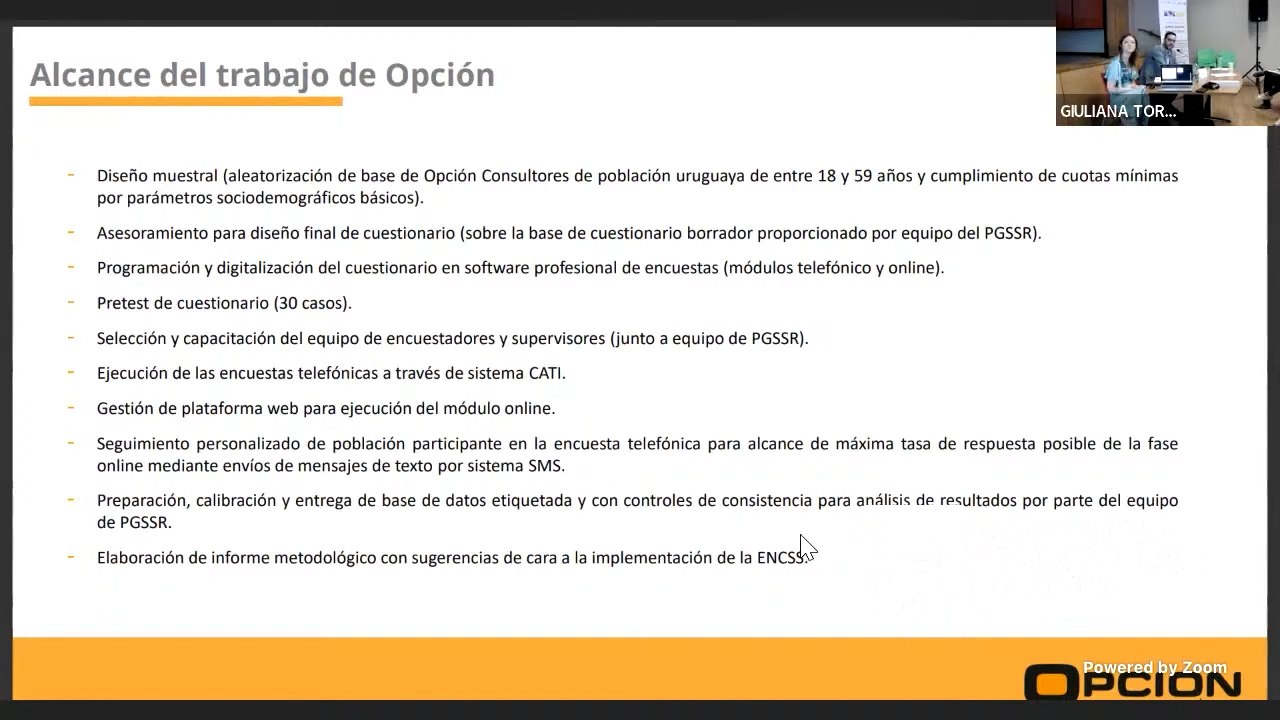 Alcance del trabajo de Opción
GIULIANA TOR...
- Diseño muestral (aleatorización de base de Opción Consultores de población uruguaya de entre 18 y 59 años y cumplimiento de cuotas mínimas
por parámetros sociodemográficos básicos).
- Asesoramiento para diseño final de cuestionario (sobre la base de cuestionario borrador proporcionado por equipo del PGSSR).
- Programación y digitalización del cuestionario en software profesional de encuestas (módulos telefónico y online).
- Pretest de cuestionario (30 casos).
- Selección y capacitación del equipo de encuestadores y supervisores (junto a equipo de PGSSR).
- Ejecución de las encuestas telefónicas a través de sistema CATI.
- Gestión de plataforma web para ejecución del módulo online.
- Seguimiento personalizado de población participante en la encuesta telefónica para alcance de máxima tasa de respuesta posible de la fase
online mediante envíos de mensajes de texto por sistema SMS.
- Preparación, calibración y entrega de base de datos etiquetada y con controles de consistencia para análisis de resultados por parte del equipo
de PGSSR.
- Elaboración de informe metodológico con sugerencias de cara a la implementación de la ENCSS.
Powered by Zoom
OPCION